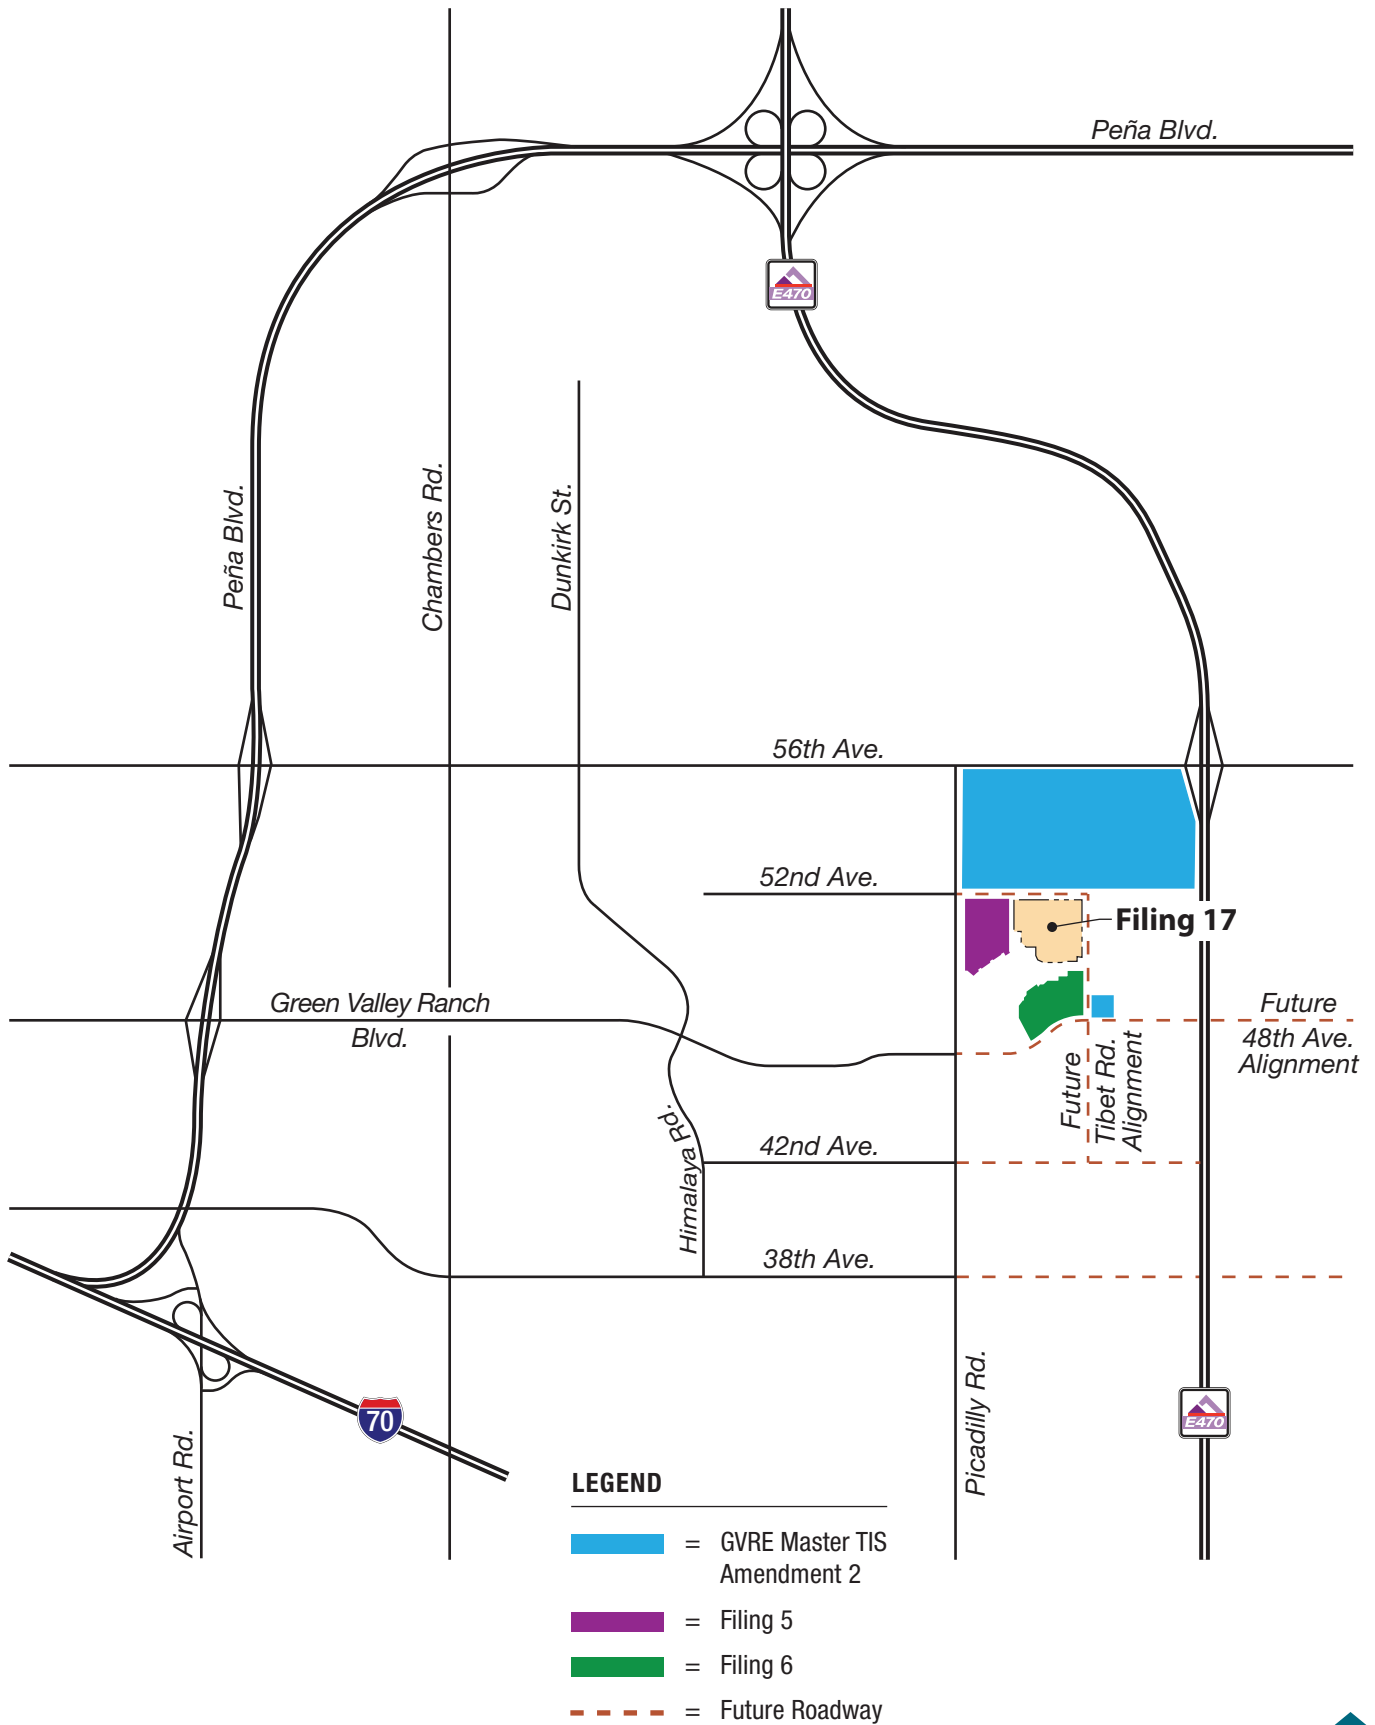 Peña Blvd.
E470
Peña Blvd.
Chambers Rd.
Dunkirk St.
56th Ave.
52nd Ave.
Filing 17
Green Valley Ranch
Blvd.
Future
48th Ave.
Alignment
Future
Tibet Rd.
Alignment
Himalaya Rd.
42nd Ave.
38th Ave.
Picadilly Rd.
E470
70
Airport Rd.
LEGEND
= GVRE Master TIS
Amendment 2
= Filing 5
= Filing 6
= Future Roadway